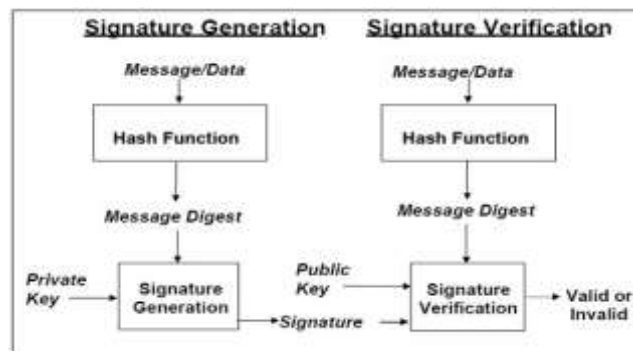 Signature Generation
Message/Data
Hash Function
Message Digest
Private
Key
Signature
Generation
Signature Verification
Message/Data
Hash Function
Message Digest
Public
Key
Signature
Signature
Verification
Valid or
Invalid